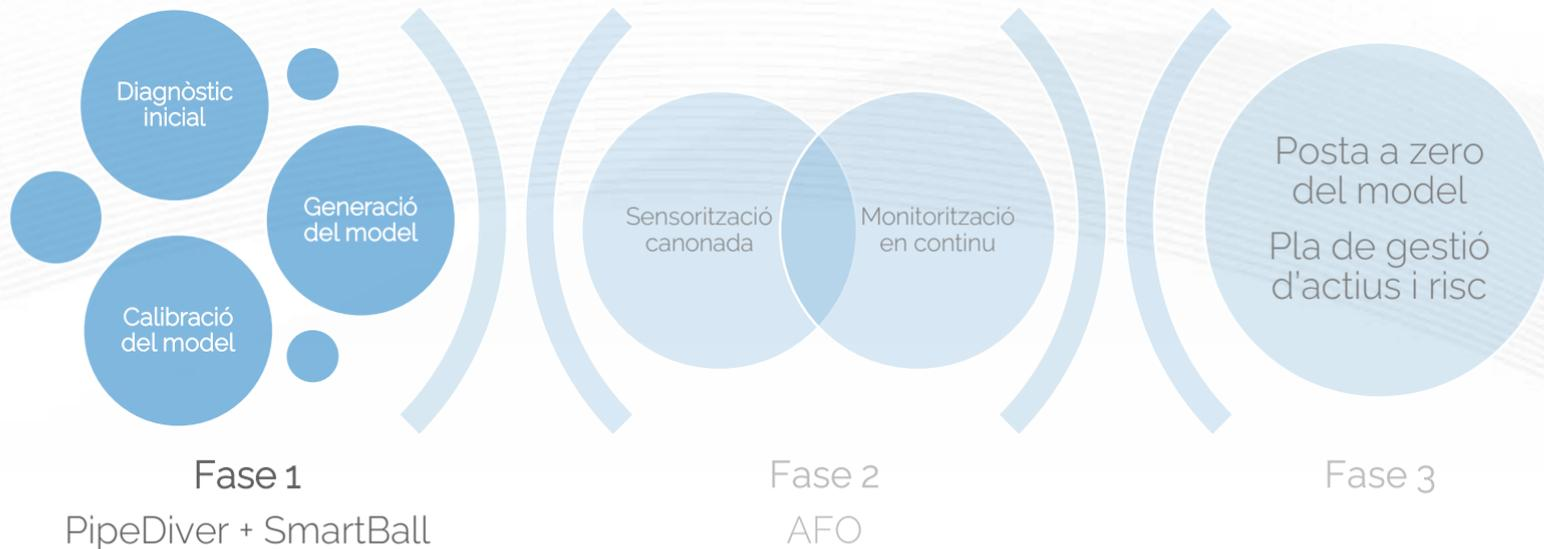 Diagnòstic
inicial
Generació
del model
Calibració
del model
Fase 1
PipeDiver + SmartBall
Sensorització
canonada
Monitorització
en continu
Fase 2
AFO
Posta a zero
del model
Pla de gestió
d'actius i risc
Fase 3